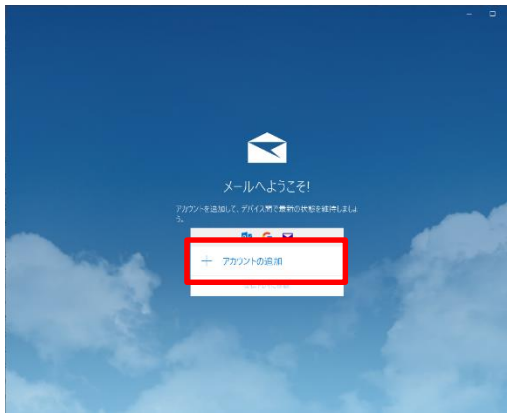 メールへようこそ!
アカウントを追加して、デバイス間で最新の状態を維持しましょ
う。
アカウントの追加